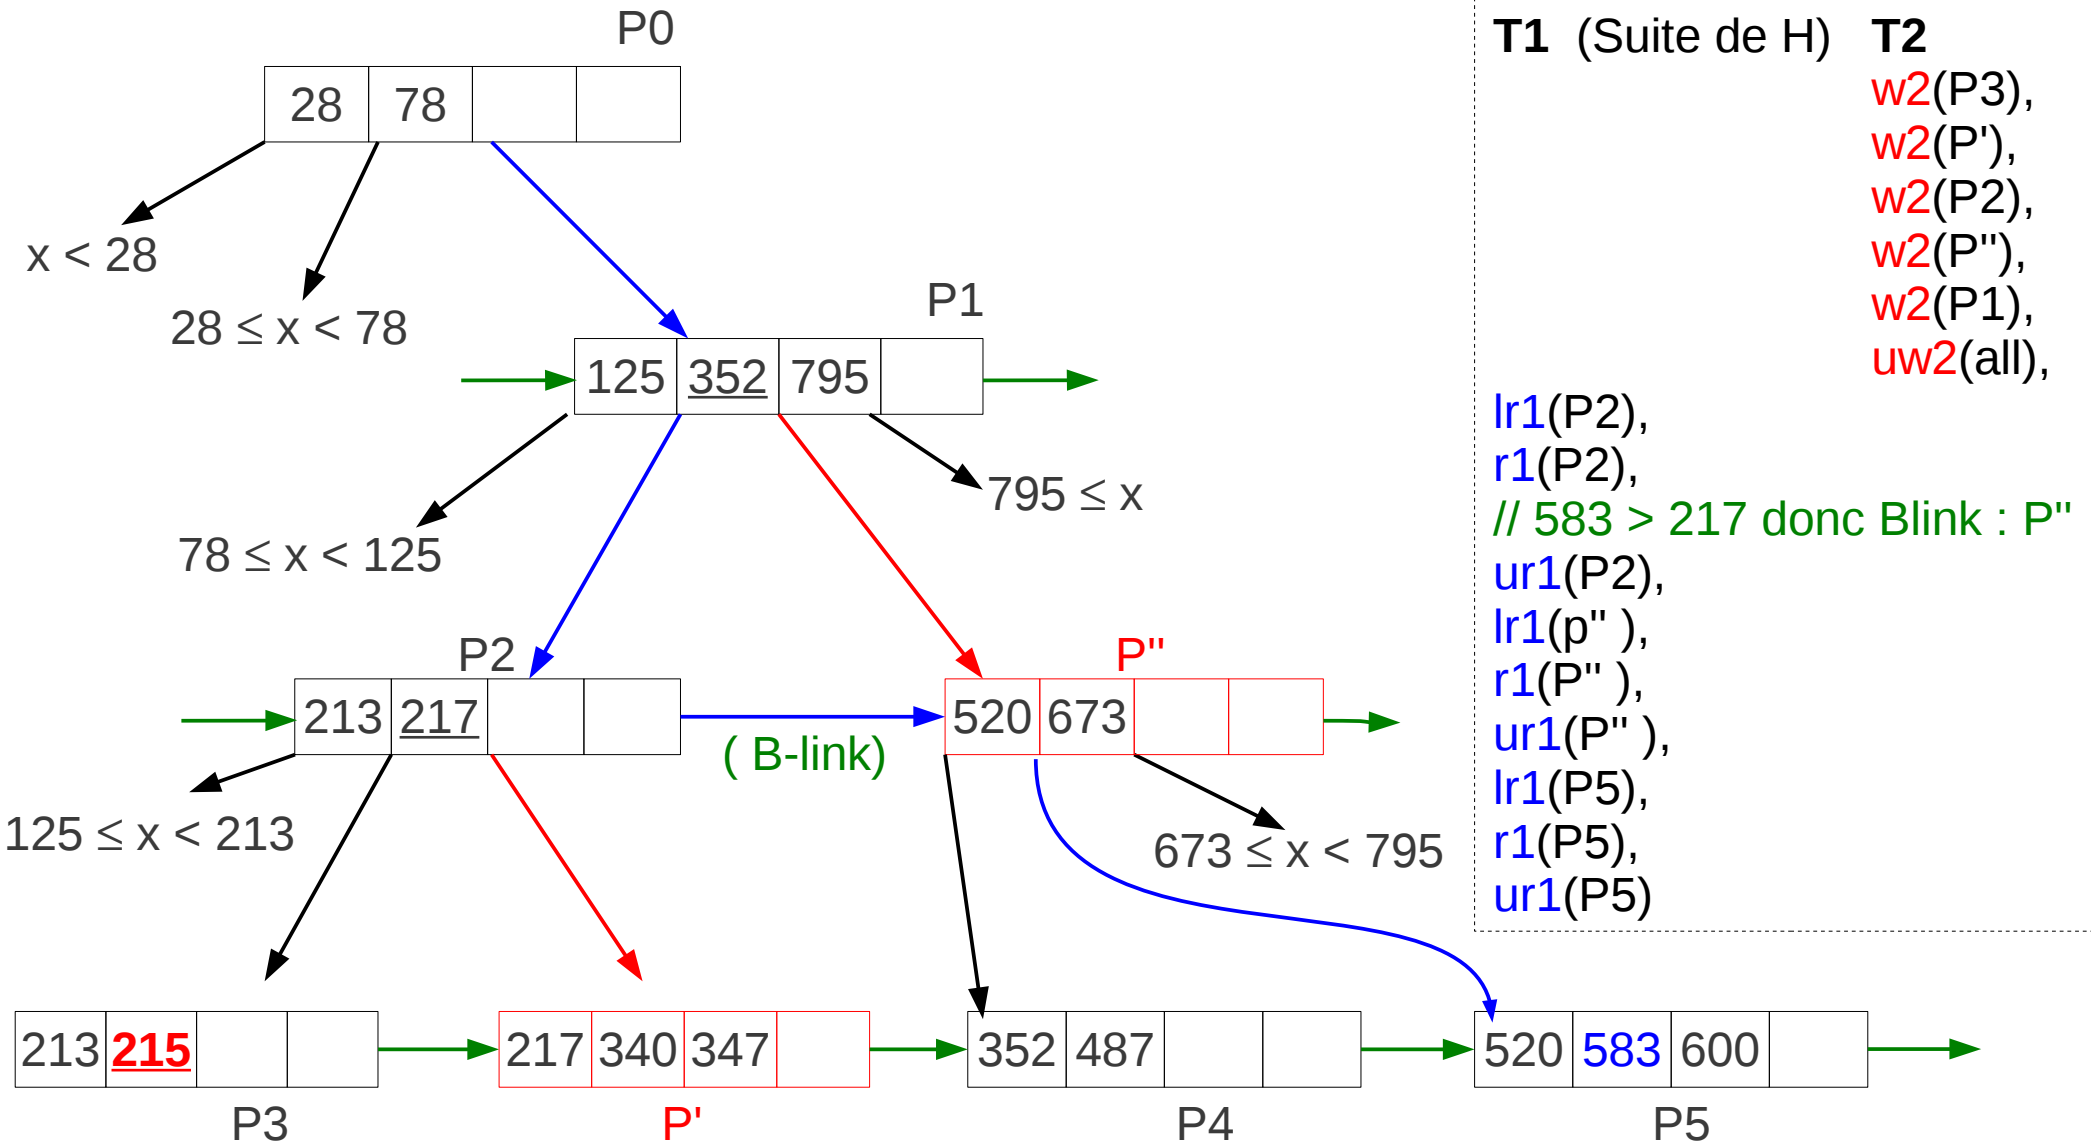 P0
28 78
x < 28
28 ≤ x < 78
P1
125 352 795
795 ≤ x
78 ≤ x < 125
P2
213 217
( B-link)
P''
520 673
125 ≤ x < 213
673 ≤ x < 795
213 215
217 340 347
352 487
520 583 600
P3
P'
P4
P5
T1 (Suite de H) T2
w2(P3),
w2(P'),
w2(P2),
w2(P''),
w2(P1),
uw2(all),
lr1(P2),
r1(P2),
// 583 > 217 donc Blink : P''
ur1(P2),
lr1(p'' ),
r1(P'' ),
ur1(P'' ),
lr1(P5),
r1(P5),
ur1(P5)